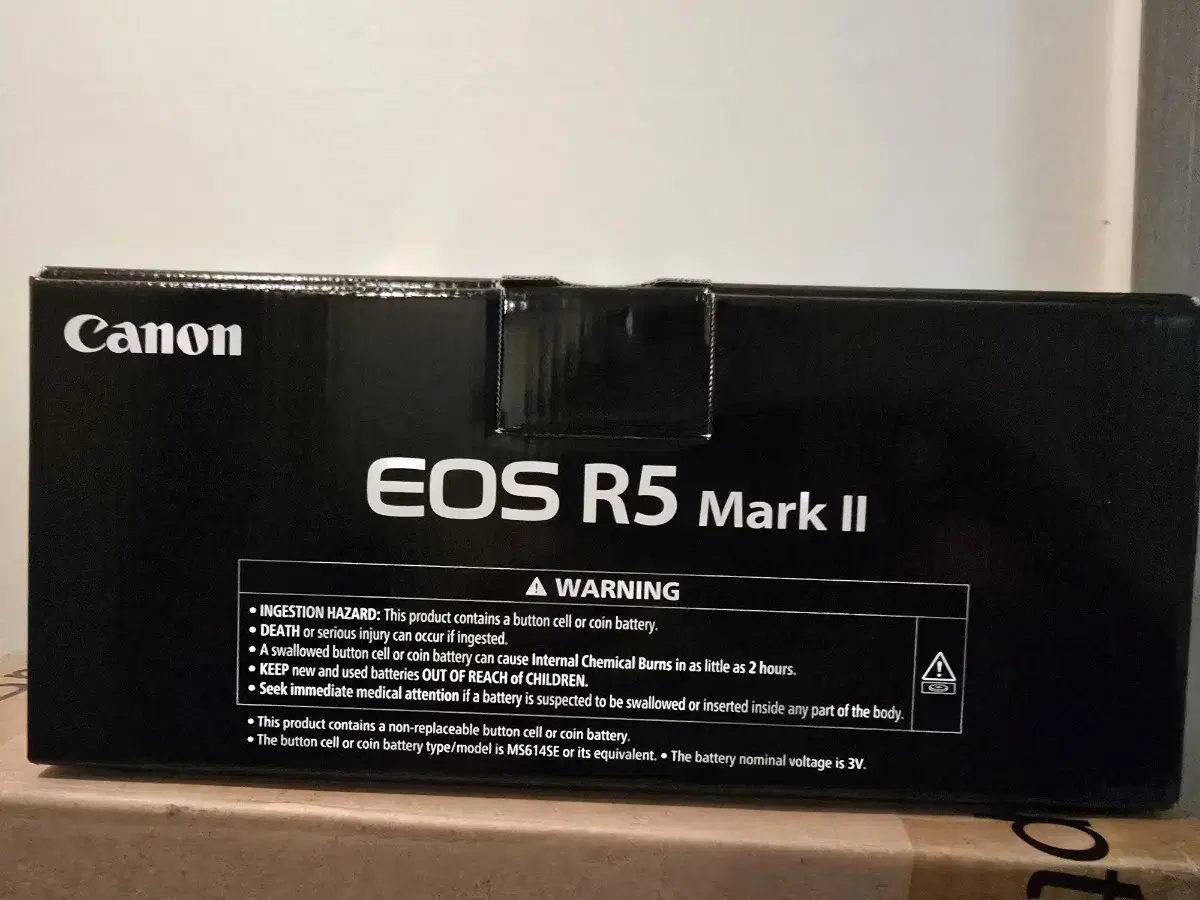 Canon
EOS R5 Mark II
⚠ WARNING
• INGESTION HAZARD: This product contains a button cell or coin battery.
• DEATH or serious injury can occur if ingested.
• A swallowed button cell or coin battery can cause Internal Chemical Burns in as little as 2 hours.
• KEEP new and used batteries OUT OF REACH of CHILDREN.
• Seek immediate medical attention if a battery is suspected to be swallowed or inserted inside any part of the body.
• This product contains a non-replaceable button cell or coin battery.
• The button cell or coin battery type/model is MS614SE or its equivalent. • The battery nominal voltage is 3V.